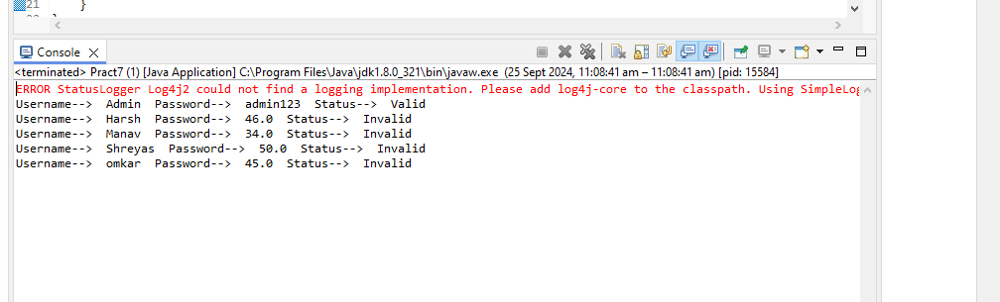 21 }
Console
<terminated> Pract7 (1) [Java Application] C:\Program Files\Java\jdk1.8.0_321\bin\javaw.exe (25 Sept 2024, 11:08:41 am – 11:08:41 am) [pid: 15584]
ERROR StatusLogger Log4j2 could not find a logging implementation. Please add log4j-core to the classpath. Using SimpleLog
Username--> Admin Password--> admin123 Status--> Valid
Username--> Harsh Password--> 46.0 Status--> Invalid
Username--> Manav Password--> 34.0 Status--> Invalid
Username--> Shreyas Password--> 50.0 Status--> Invalid
Username--> omkar Password--> 45.0 Status--> Invalid